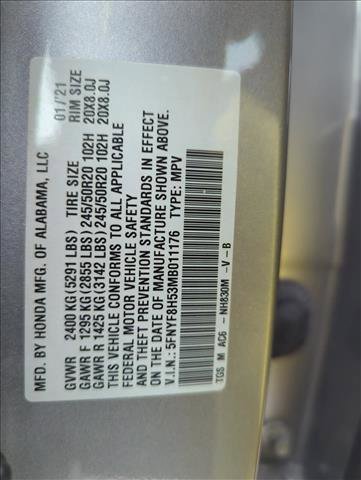 MFD. BY HONDA MFG. OF ALABAMA, LLC 01/21
TIRE SIZE RIM SIZE
GVWR 2400 KG (5291 LBS)
GAWR F 1295 KG (2855 LBS) 245/50R20 102H 20X8.0J
GAWR R 1425 KG (3142 LBS) 245/50R20 102H 20X8.0J
THIS VEHICLE CONFORMS TO ALL APPLICABLE
FEDERAL MOTOR VEHICLE SAFETY
AND THEFT PREVENTION STANDARDS IN EFFECT
ON THE DATE OF MANUFACTURE SHOWN ABOVE.
V.I.N.: 5FNYF8H53MB011176 TYPE: MPV
TGS M AC6 - NH830M -V-B